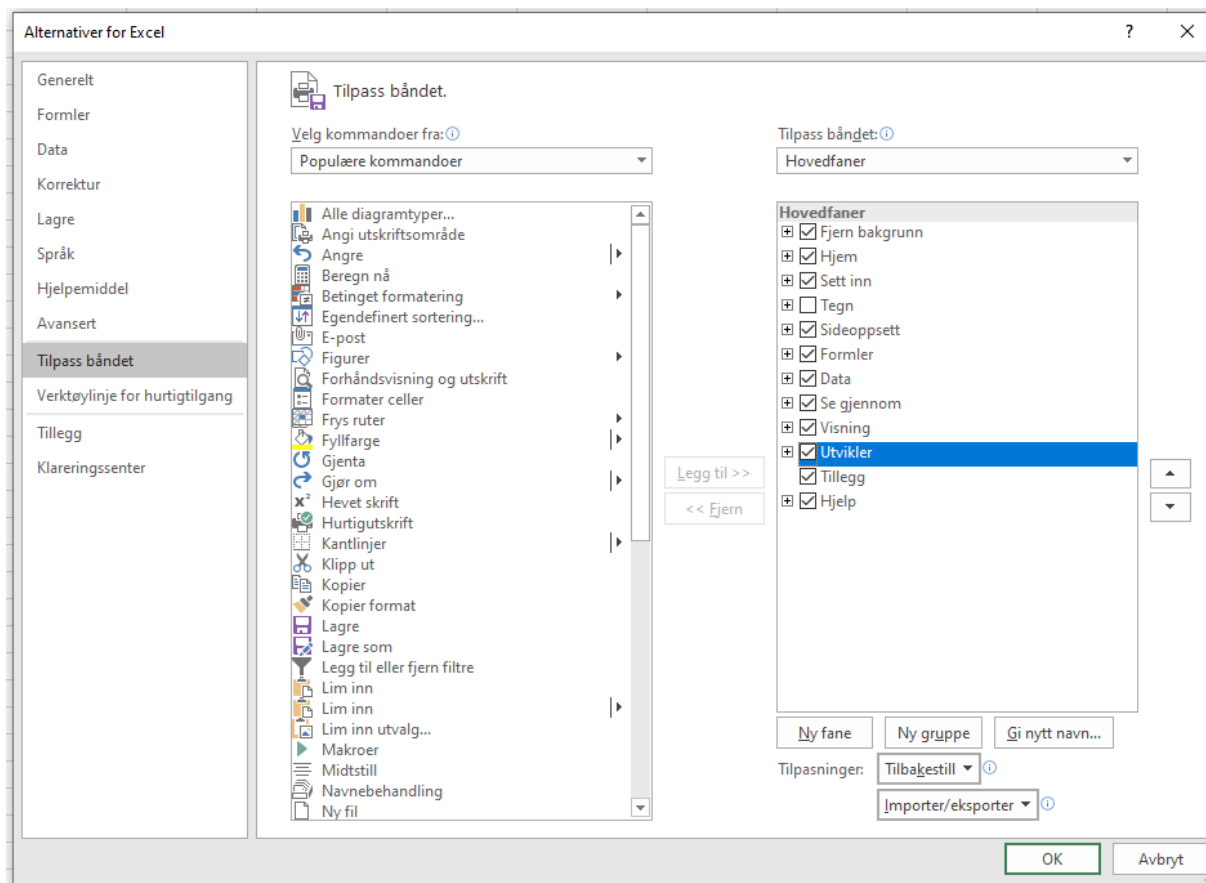 Alternativer for Excel
?
Generelt
Formler
Data
Korrektur
Lagre
Språk
Hjelpemiddel
Avansert
Tilpass båndet
Verktøylinje for hurtigtilgang
Tillegg
Klareringssenter
Tilpass båndet.
Velg kommandoer fra:
Populære kommandoer
Alle diagramtyper...
Angi utskriftsområde
Angre
Beregn nå
Betinget formatering
Egendefinert sortering...
E-post
Figurer
Forhåndsvisning og utskrift
Formater celler
Frys ruter
Fyllfarge
Gjenta
Gjør om
Hevet skrift
Hurtigutskrift
Kantlinjer
Klipp ut
Kopier
Kopier format
Lagre
Lagre som
Legg til eller fjern filtre
Lim inn
Lim inn
Lim inn utvalg...
Makroer
Midtstill
Navnebehandling
Ny fil
Legg til >>
<< Fjern
Tilpass båndet:
Hovedfaner
Hovedfaner
Fjern bakgrunn
Hjem
Sett inn
Tegn
Sideoppsett
Formler
Data
Se gjennom
Visning
Utvikler
Tillegg
Hjelp
Ny fane
Ny gruppe
Gi nytt navn...
Tilpasninger:
Tilbakestill
Importer/eksporter
OK
Avbryt